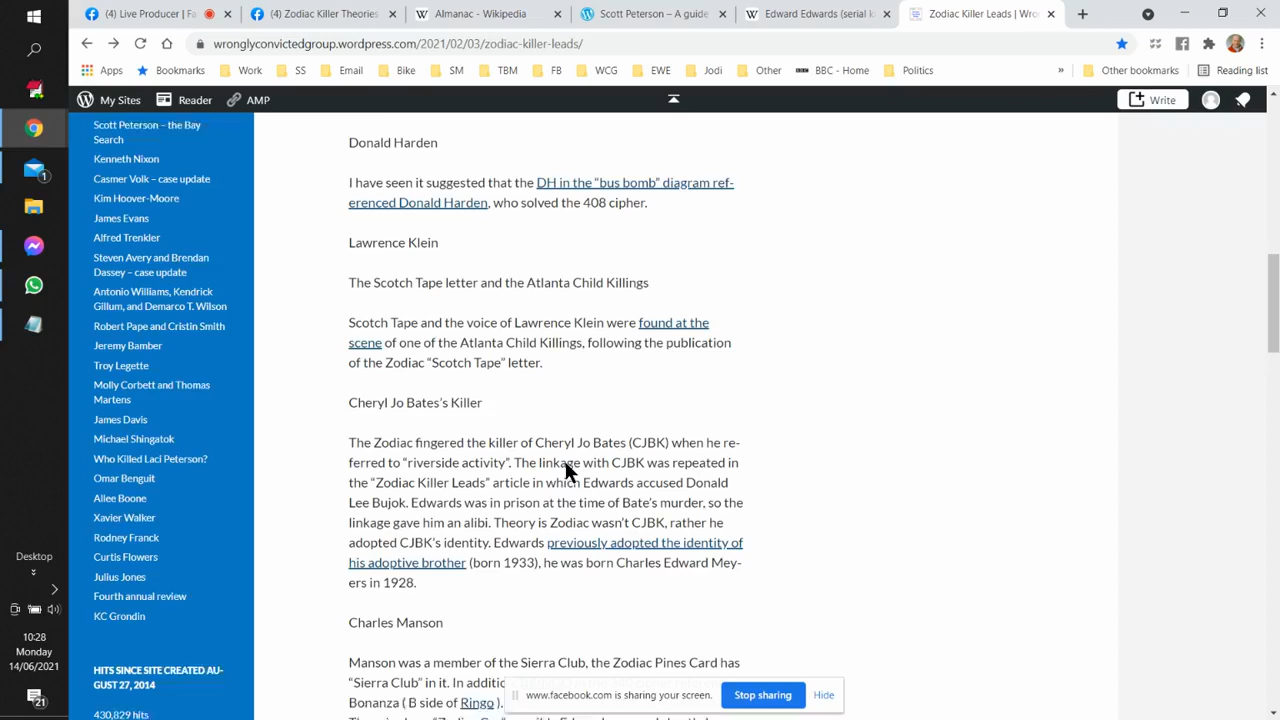 (4) Live Producer | Fa
(4) Zodiac Killer Theories
Almanac - Wikipedia
Scott Peterson – A guide
Edward Edwards (serial k
Zodiac Killer Leads | Wro
wronglyconvictedgroup.wordpress.com/2021/02/03/zodiac-killer-leads/
Apps
Bookmarks
Work
SS
Email
Bike
SM
TBM
FB
WCG
EWE
Jodi
Other
BBC - Home
Politics
»
Other bookmarks
Reading list
My Sites
Reader
AMP
Write
Scott Peterson – the Bay
Search
Kenneth Nixon
Casmer Volk – case update
Kim Hoover-Moore
James Evans
Alfred Trenkler
Steven Avery and Brendan
Dassey – case update
Antonio Williams, Kendrick
Gillum, and Demarco T. Wilson
Robert Pape and Cristin Smith
Jeremy Bamber
Troy Legette
Molly Corbett and Thomas
Martens
James Davis
Michael Shingatok
Who Killed Laci Peterson?
Omar Benguit
Allee Boone
Xavier Walker
Rodney Franck
Curtis Flowers
Julius Jones
Fourth annual review
KC Grondin
HITS SINCE SITE CREATED AU-
GUST 27, 2014
430,829 hits
Donald Harden
I have seen it suggested that the DH in the “bus bomb” diagram ref-
erenced Donald Harden, who solved the 408 cipher.
Lawrence Klein
The Scotch Tape letter and the Atlanta Child Killings
Scotch Tape and the voice of Lawrence Klein were found at the
scene of one of the Atlanta Child Killings, following the publication
of the Zodiac “Scotch Tape” letter.
Cheryl Jo Bates’s Killer
The Zodiac fingered the killer of Cheryl Jo Bates (CJBK) when he re-
ferred to “riverside activity”. The linkage with CJBK was repeated in
the “Zodiac Killer Leads” article in which Edwards accused Donald
Lee Bujok. Edwards was in prison at the time of Bate’s murder, so the
linkage gave him an alibi. Theory is Zodiac wasn’t CJBK, rather he
adopted CJBK’s identity. Edwards previously adopted the identity of
his adoptive brother (born 1933), he was born Charles Edward Mey-
ers in 1928.
Charles Manson
Manson was a member of the Sierra Club, the Zodiac Pines Card has
“Sierra Club” in it. In additio
Bonanza ( B side of Ringo ).
www.facebook.com is sharing your screen.
Stop sharing
Hide
1
Desktop
10:28
Monday
14/06/2021
21